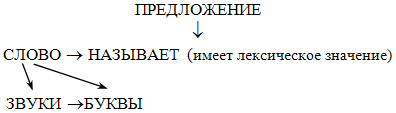 ПРЕДЛОЖЕНИЕ
СЛОВО → НАЗЫВАЕТ (имеет лексическое значение)
ЗВУКИ →БУКВЫ